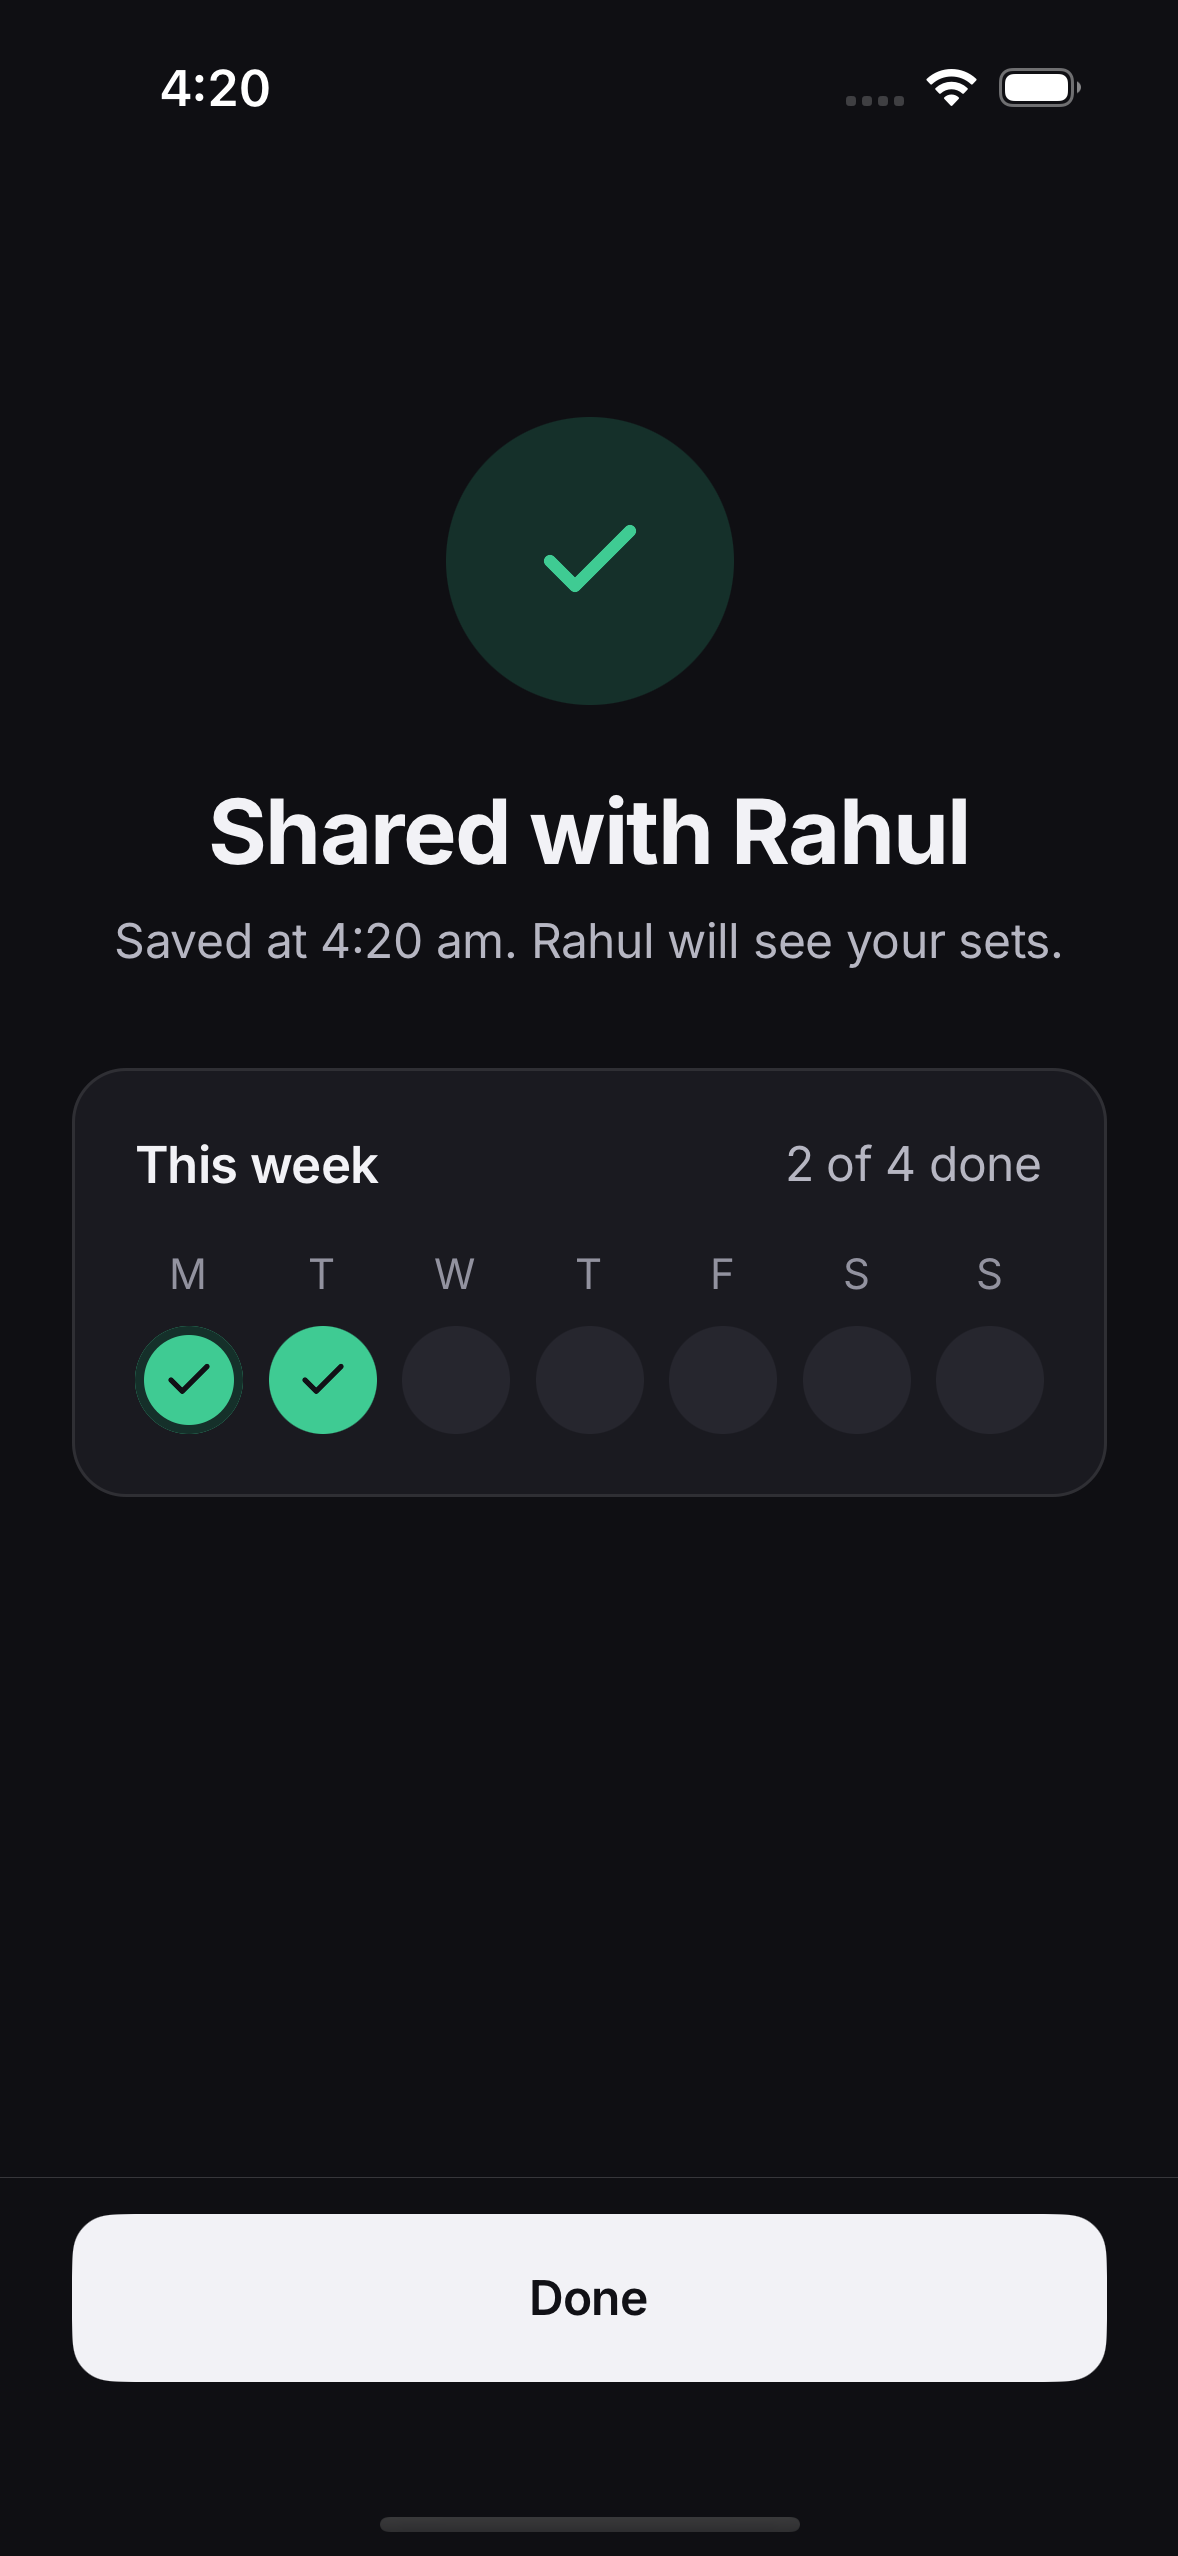 4:20
Shared with Rahul
Saved at 4:20 am. Rahul will see your sets.
This week 2 of 4 done
M T W T F S S
Done